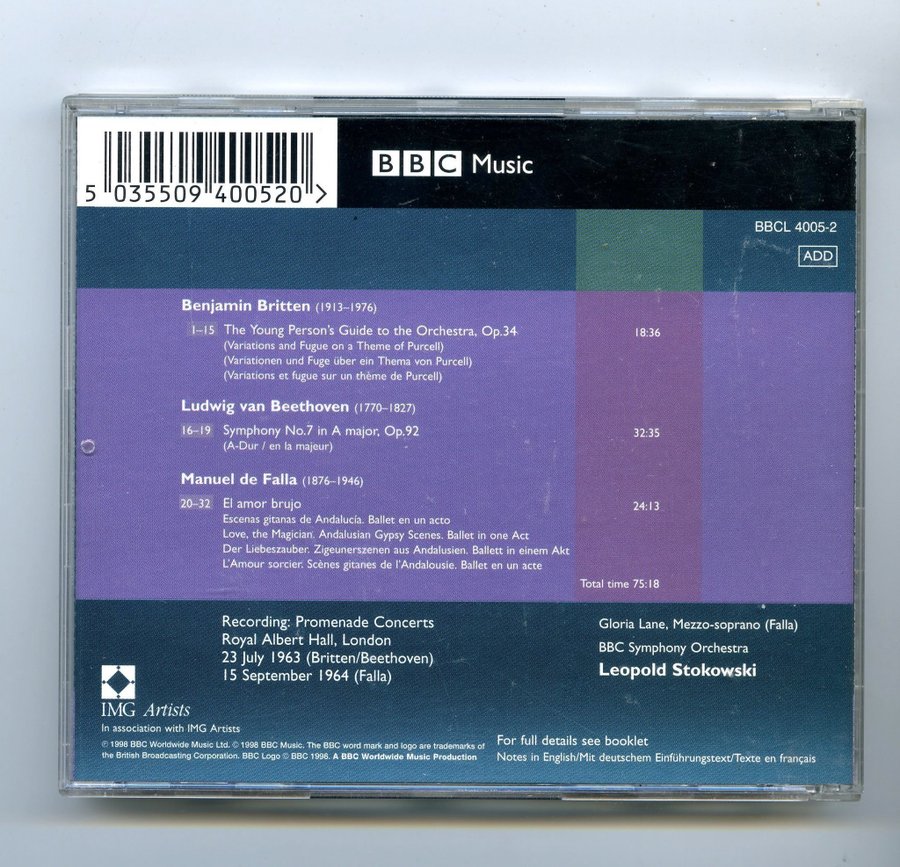 5 035509 400520 >
BBC Music
BBCL 4005-2
ADD
Benjamin Britten (1913–1976)
1–15 The Young Person's Guide to the Orchestra, Op.34 18:36
(Variations and Fugue on a Theme of Purcell)
(Variationen und Fuge über ein Thema von Purcell)
(Variations et fugue sur un thème de Purcell)
Ludwig van Beethoven (1770–1827)
16–19 Symphony No.7 in A major, Op.92 32:35
(A-Dur / en la majeur)
Manuel de Falla (1876–1946)
20–32 El amor brujo 24:13
Escenas gitanas de Andalucía. Ballet en un acto
Love, the Magician. Andalusian Gypsy Scenes. Ballet in one Act
Der Liebeszauber. Zigeunerszenen aus Andalusien. Ballett in einem Akt
L'Amour sorcier. Scènes gitanes de l'Andalousie. Ballet en un acte
Total time 75:18
Recording: Promenade Concerts
Royal Albert Hall, London
23 July 1963 (Britten/Beethoven)
15 September 1964 (Falla)
Gloria Lane, Mezzo-soprano (Falla)
BBC Symphony Orchestra
Leopold Stokowski
IMG Artists
In association with IMG Artists
℗ 1998 BBC Worldwide Music Ltd. © 1998 BBC Music. The BBC word mark and logo are trademarks of
the British Broadcasting Corporation. BBC Logo © BBC 1996. A BBC Worldwide Music Production
For full details see booklet
Notes in English/Mit deutschem Einführungstext/Texte en français